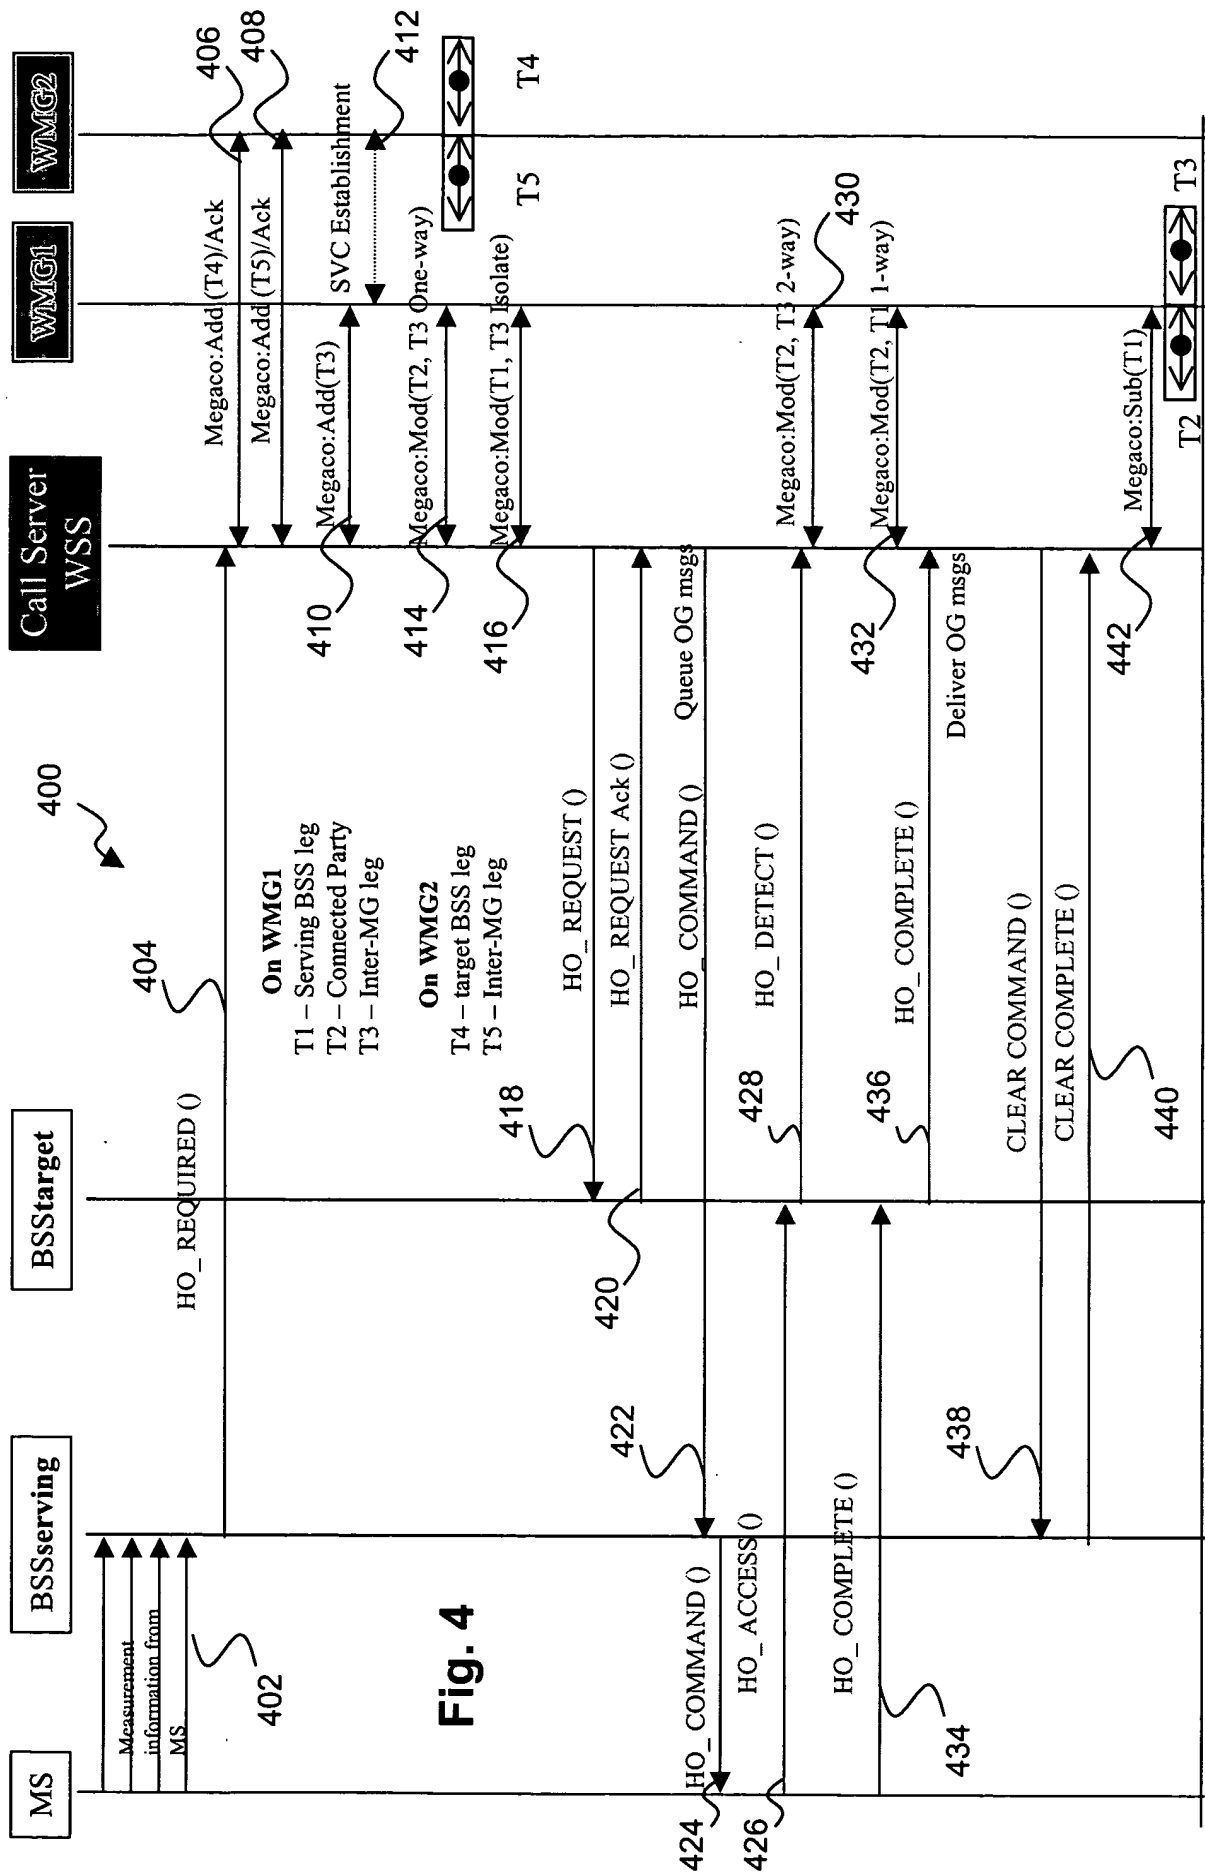 MS
BSSserving
BSStarget
Call Server
WSS
WMG1
WMG2
400
Measurement
information from
MS
402
HO_REQUIRED ()
404
Megaco:Add(T4)/Ack
406
Megaco:Add (T5)/Ack
408
On WMG1
T1 – Serving BSS leg
T2 – Connected Party
T3 – Inter-MG leg
On WMG2
T4 – target BSS leg
T5 – Inter-MG leg
Megaco:Add(T3)
410
SVC Establishment
412
Megaco:Mod(T2, T3 One-way)
414
T5
T4
Megaco:Mod(T1, T3 Isolate)
416
HO_REQUEST ()
418
HO_REQUEST Ack ()
420
HO_COMMAND ()
Queue OG msgs
422
HO_COMMAND ()
424
HO_ACCESS ()
426
HO_DETECT ()
428
Megaco:Mod(T2, T3 2-way)
430
Megaco:Mod(T2, T1 1-way)
432
HO_COMPLETE ()
434
HO_COMPLETE ()
436
Deliver OG msgs
CLEAR COMMAND ()
438
CLEAR COMPLETE ()
440
Megaco:Sub(T1)
442
T2
T3
Fig. 4